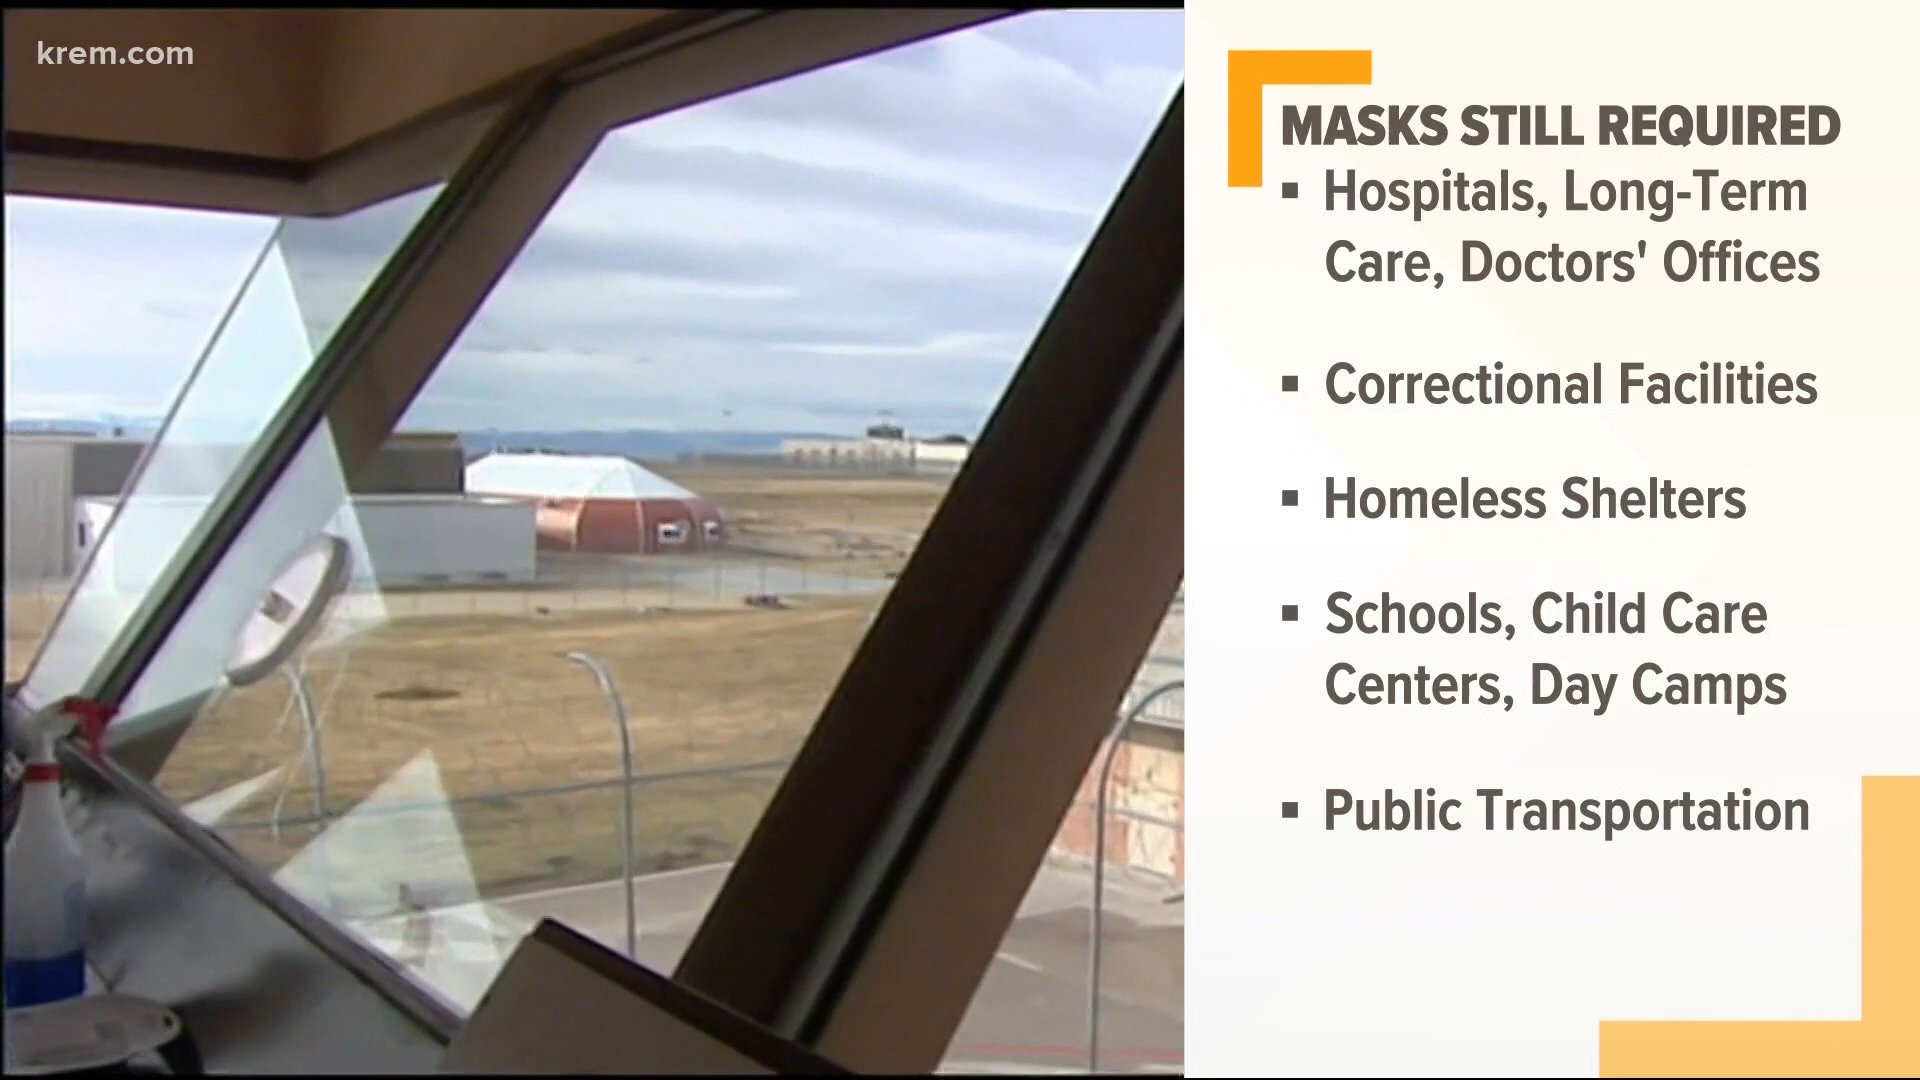 krem.com
MASKS STILL REQUIRED
▪ Hospitals, Long-Term
Care, Doctors' Offices
▪ Correctional Facilities
▪ Homeless Shelters
▪ Schools, Child Care
Centers, Day Camps
▪ Public Transportation